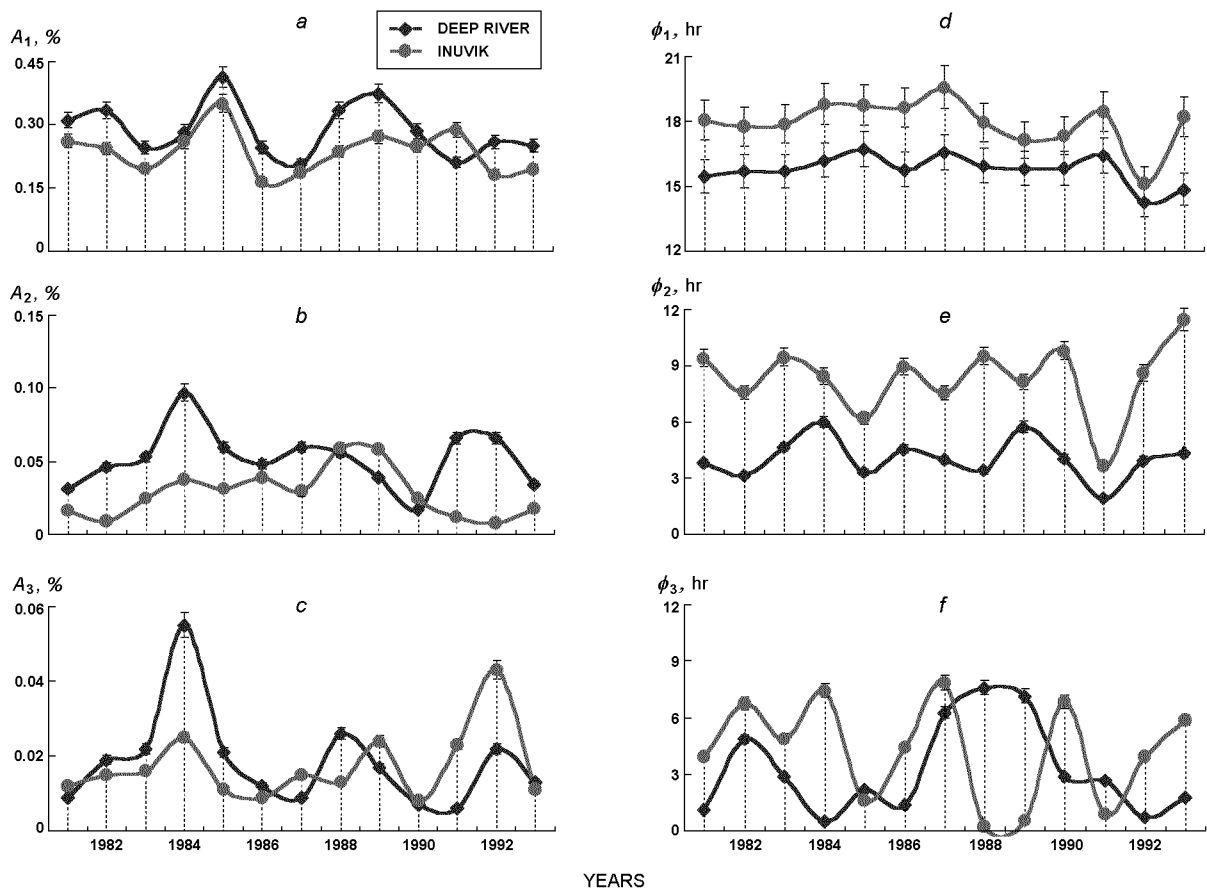 a
A1, %
DEEP RIVER
INUVIK
0.45
0.30
0.15
0
b
A2, %
0.15
0.10
0.05
0
c
A3, %
0.06
0.04
0.02
0
1982 1984 1986 1988 1990 1992
d
ϕ1, hr
21
18
15
12
e
ϕ2, hr
12
9
6
3
0
f
ϕ3, hr
12
9
6
3
0
1982 1984 1986 1988 1990 1992
YEARS